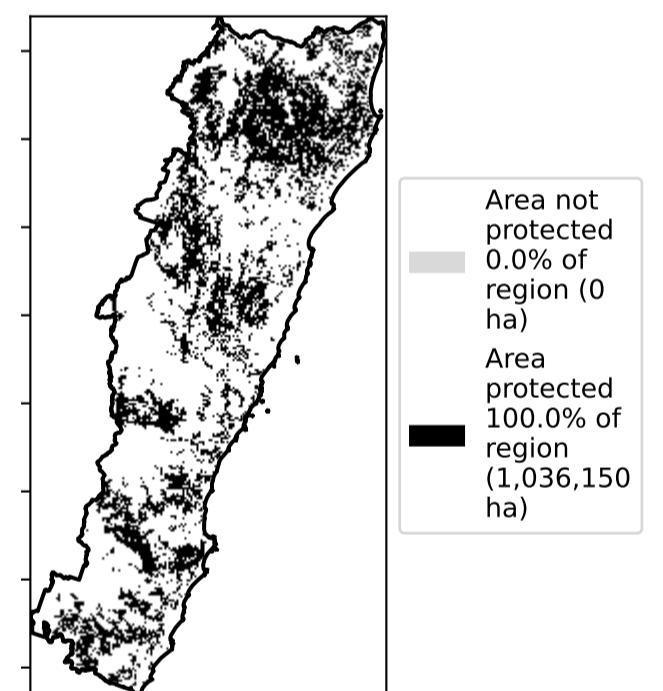 Area not
protected
0.0% of
region (0
ha)
Area
protected
100.0% of
region
(1,036,150
ha)